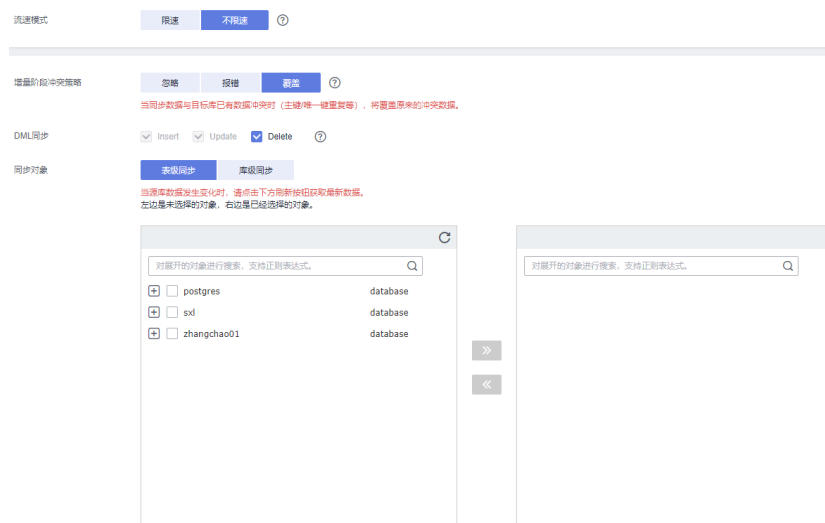 流速模式 限速 不限速
增量阶段冲突策略 忽略 报错 覆盖
当同步数据与目标库已有数据冲突时（主键/唯一键重复等），将覆盖原来的冲突数据。
DML同步 Insert Update Delete
同步对象 表级同步 库级同步
当源库数据发生变化时，请点击下方刷新按钮获取最新数据。
左边是未选择的对象，右边是已经选择的对象。
对展开的对象进行搜索，支持正则表达式。 对展开的对象进行搜索，支持正则表达式。
postgres database
sxl database
zhangchao01 database